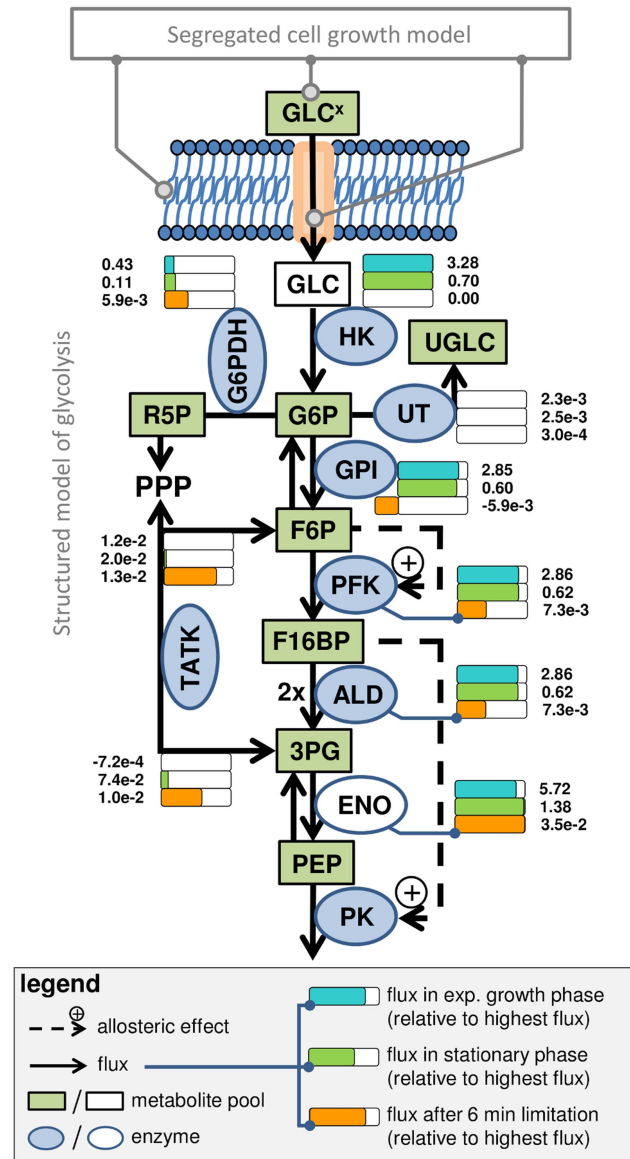 Segregated cell growth model
GLCx
0.43
0.11
5.9e-3
GLC
3.28
0.70
0.00
Structured model of glycolysis
G6PDH
HK
UGLC
R5P
G6P
UT
2.3e-3
2.5e-3
3.0e-4
PPP
GPI
2.85
0.60
-5.9e-3
F6P
1.2e-2
2.0e-2
1.3e-2
+
PFK
2.86
0.62
7.3e-3
F16BP
TATK
2x
ALD
2.86
0.62
7.3e-3
3PG
-7.2e-4
7.4e-2
1.0e-2
ENO
5.72
1.38
3.5e-2
PEP
+
PK
legend
+
allosteric effect
flux
/ metabolite pool
/ enzyme
flux in exp. growth phase
(relative to highest flux)
flux in stationary phase
(relative to highest flux)
flux after 6 min limitation
(relative to highest flux)